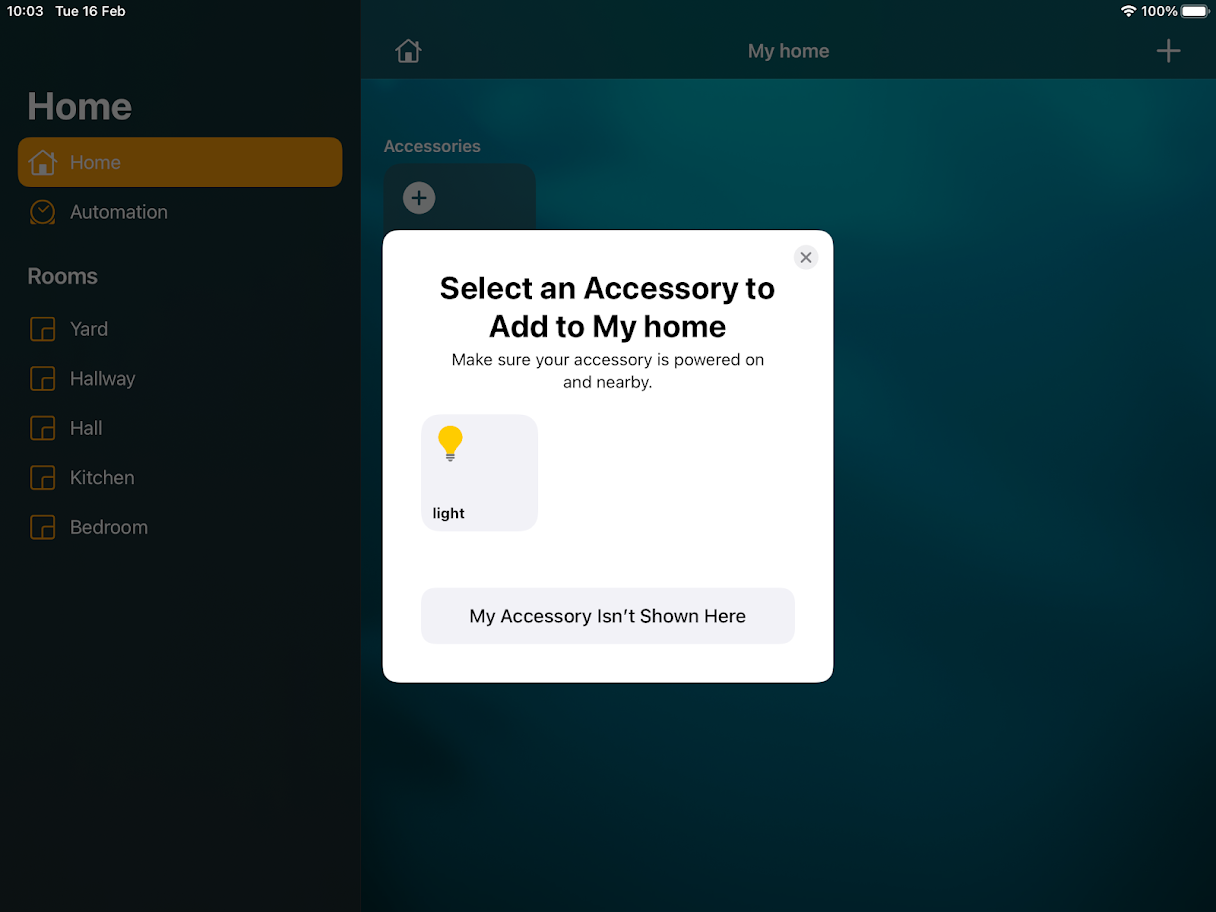 10:03 Tue 16 Feb
100%
My home
Home
Home
Automation
Rooms
Yard
Hallway
Hall
Kitchen
Bedroom
Accessories
Select an Accessory to
Add to My home
Make sure your accessory is powered on
and nearby.
light
My Accessory Isn’t Shown Here